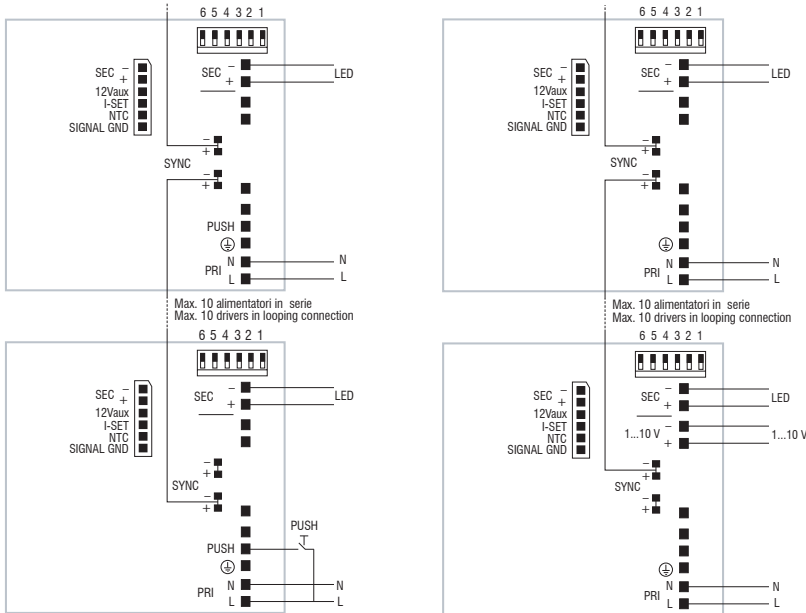 6 5 4 3 2 1
SEC −
+
12Vaux
I-SET
NTC
SIGNAL GND
SEC −
+
LED
−
+
SYNC
−
+
PUSH
PRI N
L
N
L
Max. 10 alimentatori in serie
Max. 10 drivers in looping connection
6 5 4 3 2 1
SEC −
+
12Vaux
I-SET
NTC
SIGNAL GND
SEC −
+
LED
−
+
SYNC
−
+
PUSH
PUSH
PRI N
L
N
L
6 5 4 3 2 1
SEC −
+
12Vaux
I-SET
NTC
SIGNAL GND
SEC −
+
LED
−
+
SYNC
−
+
PRI N
L
N
L
Max. 10 alimentatori in serie
Max. 10 drivers in looping connection
6 5 4 3 2 1
SEC −
+
12Vaux
I-SET
NTC
SIGNAL GND
SEC −
+
LED
1...10 V −
+
1...10 V
−
+
SYNC
−
+
PRI N
L
N
L